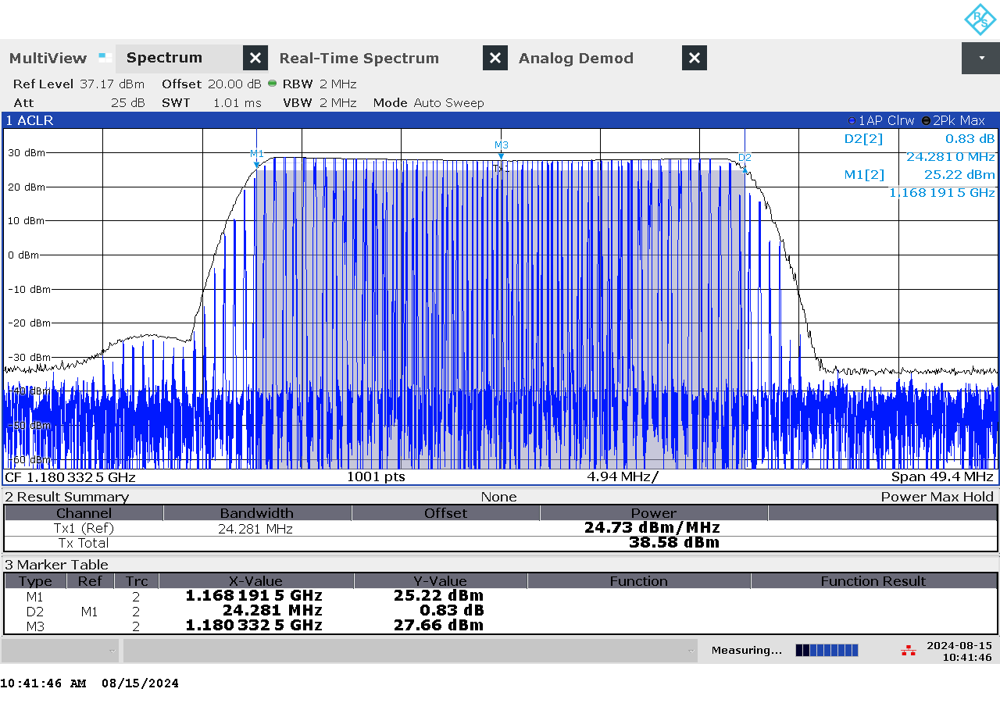 R&S
MultiView Spectrum Real-Time Spectrum Analog Demod
Ref Level 37.17 dBm Offset 20.00 dB RBW 2 MHz
Att 25 dB SWT 1.01 ms VBW 2 MHz Mode Auto Sweep
1 ACLR 1AP Clrw 2Pk Max
D2[2] 0.83 dB
24.2810 MHz
M1[2] 25.22 dBm
1.168 191 5 GHz
M1
M3
D2
Tx1
30 dBm
20 dBm
10 dBm
0 dBm
-10 dBm
-20 dBm
-30 dBm
-40 dBm
-50 dBm
-60 dBm
CF 1.180 332 5 GHz 1001 pts 4.94 MHz/ Span 49.4 MHz
2 Result Summary None Power Max Hold
Channel Bandwidth Offset Power
Tx1 (Ref) 24.281 MHz 24.73 dBm/MHz
Tx Total 38.58 dBm
3 Marker Table
Type Ref Trc X-Value Y-Value Function Function Result
M1 2 1.168 191 5 GHz 25.22 dBm
D2 M1 2 24.281 MHz 0.83 dB
M3 2 1.180 332 5 GHz 27.66 dBm
Measuring... 2024-08-15
10:41:46
10:41:46 AM 08/15/2024